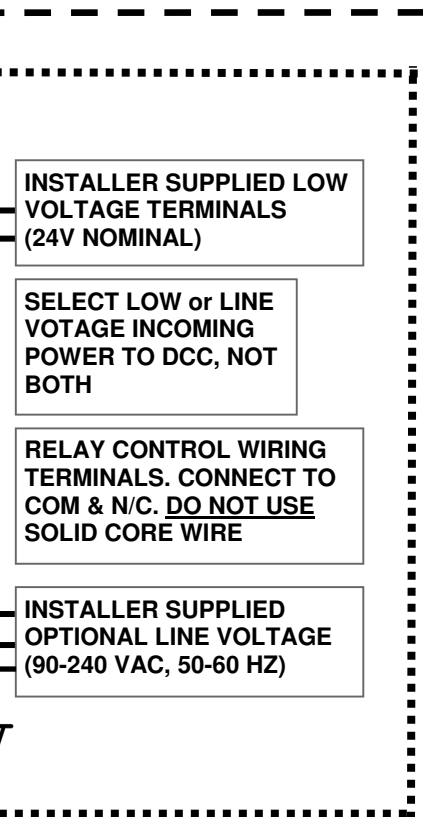 INSTALLER SUPPLIED LOW
VOLTAGE TERMINALS
(24V NOMINAL)
SELECT LOW or LINE
VOTAGE INCOMING
POWER TO DCC, NOT
BOTH
RELAY CONTROL WIRING
TERMINALS. CONNECT TO
COM & N/C. DO NOT USE
SOLID CORE WIRE
INSTALLER SUPPLIED
OPTIONAL LINE VOLTAGE
(90-240 VAC, 50-60 HZ)